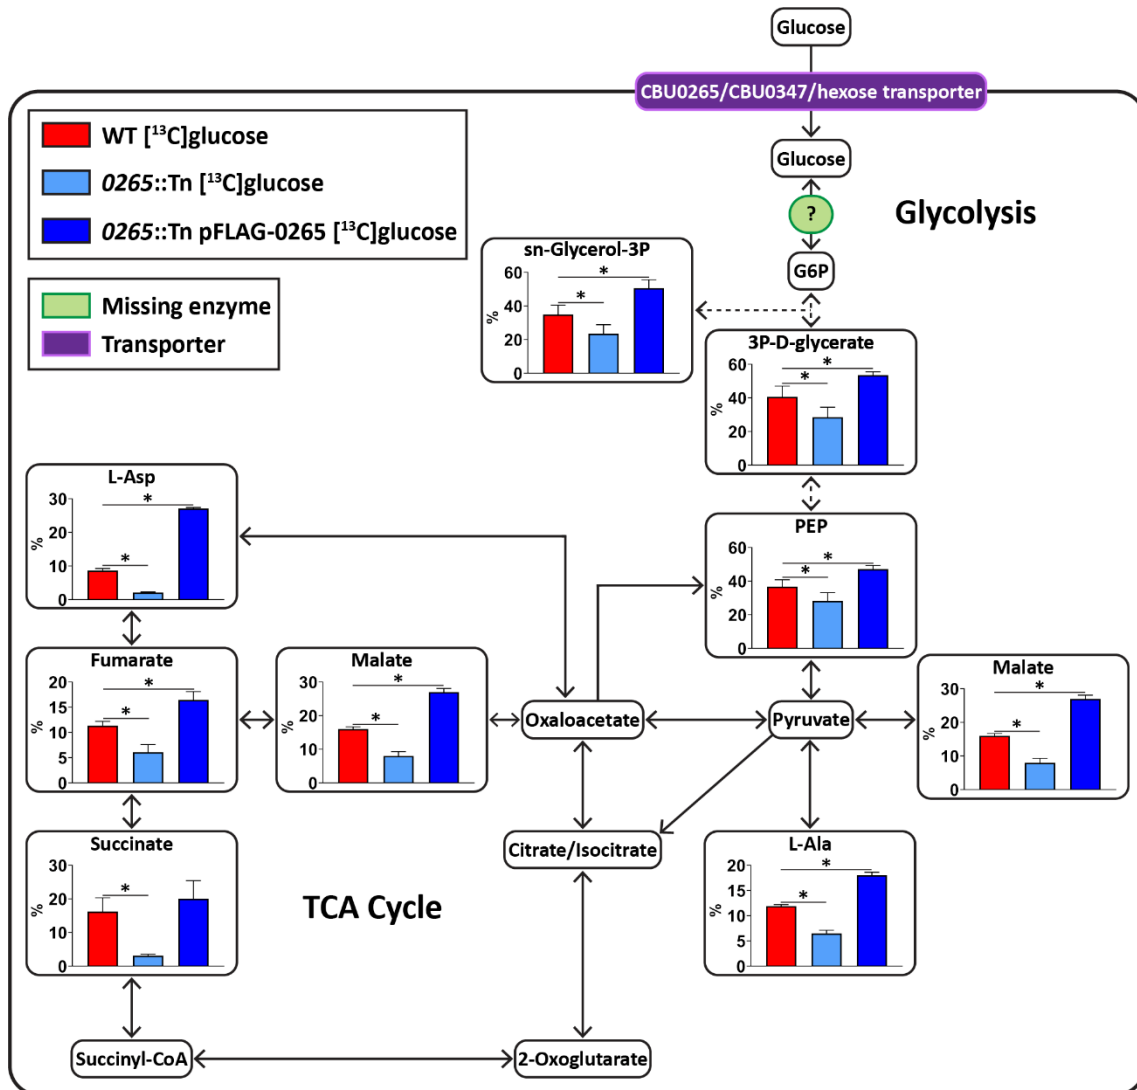 Glucose
CBU0265/CBU0347/hexose transporter
WT [¹³C]glucose
0265::Tn [¹³C]glucose
0265::Tn pFLAG-0265 [¹³C]glucose
Missing enzyme
Transporter
Glucose
?
Glycolysis
G6P
sn-Glycerol-3P
60
40
20
0
%
*
*
3P-D-glycerate
60
40
20
0
%
*
*
L-Asp
30
20
10
0
%
*
*
PEP
60
40
20
0
%
*
*
Fumarate
20
15
10
5
0
%
*
*
Malate
30
20
10
0
%
*
*
Oxaloacetate
Pyruvate
Malate
30
20
10
0
%
*
*
Citrate/Isocitrate
Succinate
30
20
10
0
%
*
TCA Cycle
L-Ala
20
15
10
5
0
%
*
*
Succinyl-CoA
2-Oxoglutarate